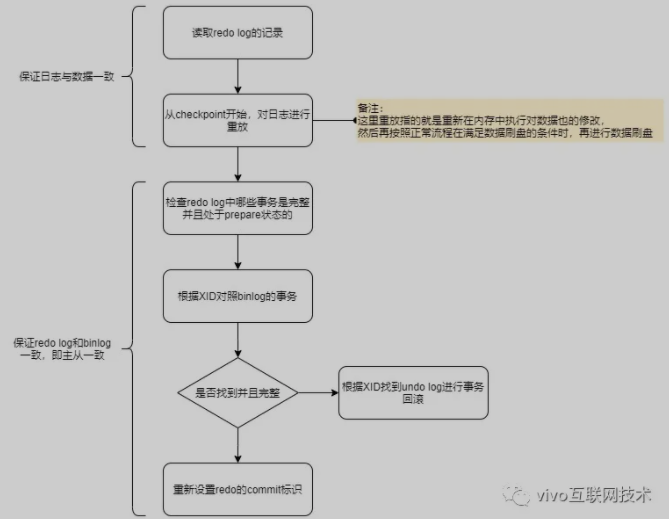 读取redo log的记录
保证日志与数据一致
从checkpoint开始，对日志进行
重放
备注：
这里重放指的就是重新在内存中执行对数据也的修改，
然后再按照正常流程在满足数据刷盘的条件时，再进行数据刷盘
检查redo log中哪些事务是完整
并且处于prepare状态的
根据XID对照binlog的事务
保证redo log和binlog
一致，即主从一致
是否找到并且完整
根据XID找到undo log进行事务
回滚
重新设置redo的commit标识
vivo互联网技术